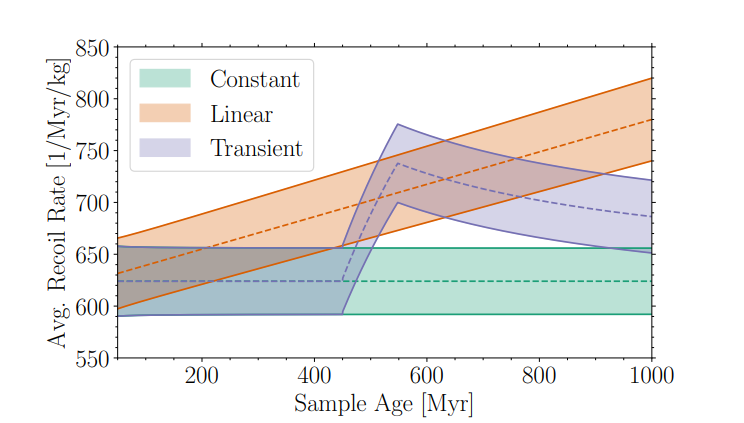 850
800
750
700
650
600
550
Avg. Recoil Rate [1/Myr/kg]
Constant
Linear
Transient
200 400 600 800 1000
Sample Age [Myr]